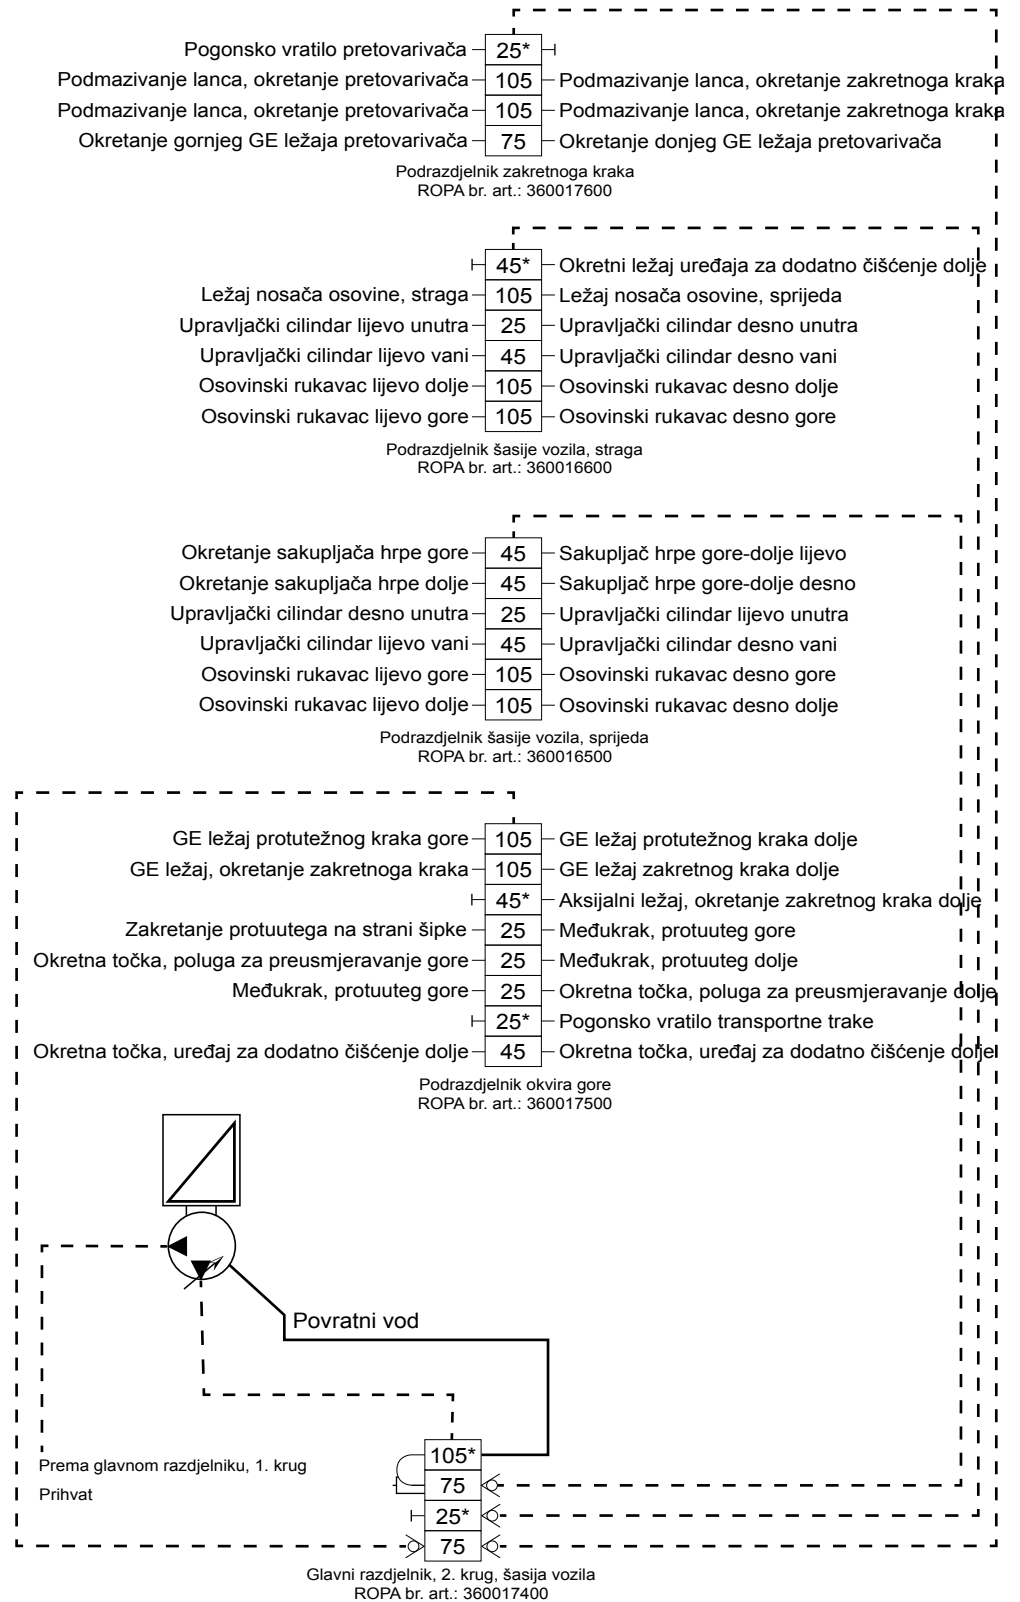 Pogonsko vratilo pretovarivača 25*
Podmazivanje lanca, okretanje pretovarivača 105 Podmazivanje lanca, okretanje zakretnoga kraka
Podmazivanje lanca, okretanje pretovarivača 105 Podmazivanje lanca, okretanje zakretnoga kraka
Okretanje gornjeg GE ležaja pretovarivača 75 Okretanje donjeg GE ležaja pretovarivača
Podrazdjelnik zakretnoga kraka
ROPA br. art.: 360017600
45* Okretni ležaj uređaja za dodatno čišćenje dolje
Ležaj nosača osovine, straga 105 Ležaj nosača osovine, sprijeda
Upravljački cilindar lijevo unutra 25 Upravljački cilindar desno unutra
Upravljački cilindar lijevo vani 45 Upravljački cilindar desno vani
Osovinski rukavac lijevo dolje 105 Osovinski rukavac desno dolje
Osovinski rukavac lijevo gore 105 Osovinski rukavac desno gore
Podrazdjelnik šasije vozila, straga
ROPA br. art.: 360016600
Okretanje sakupljača hrpe gore 45 Sakupljač hrpe gore-dolje lijevo
Okretanje sakupljača hrpe dolje 45 Sakupljač hrpe gore-dolje desno
Upravljački cilindar desno unutra 25 Upravljački cilindar lijevo unutra
Upravljački cilindar lijevo vani 45 Upravljački cilindar desno vani
Osovinski rukavac lijevo gore 105 Osovinski rukavac desno gore
Osovinski rukavac lijevo dolje 105 Osovinski rukavac desno dolje
Podrazdjelnik šasije vozila, sprijeda
ROPA br. art.: 360016500
GE ležaj protutežnog kraka gore 105 GE ležaj protutežnog kraka dolje
GE ležaj, okretanje zakretnoga kraka 105 GE ležaj zakretnog kraka dolje
45* Aksijalni ležaj, okretanje zakretnog kraka dolje
Zakretanje protuutega na strani šipke 25 Međukrak, protuuteg gore
Okretna točka, poluga za preusmjeravanje gore 25 Međukrak, protuuteg dolje
Međukrak, protuuteg gore 25 Okretna točka, poluga za preusmjeravanje dolje
25* Pogonsko vratilo transportne trake
Okretna točka, uređaj za dodatno čišćenje dolje 45 Okretna točka, uređaj za dodatno čišćenje dolje
Podrazdjelnik okvira gore
ROPA br. art.: 360017500
Povratni vod
Prema glavnom razdjelniku, 1. krug
Prihvat
105*
75
25*
75
Glavni razdjelnik, 2. krug, šasija vozila
ROPA br. art.: 360017400